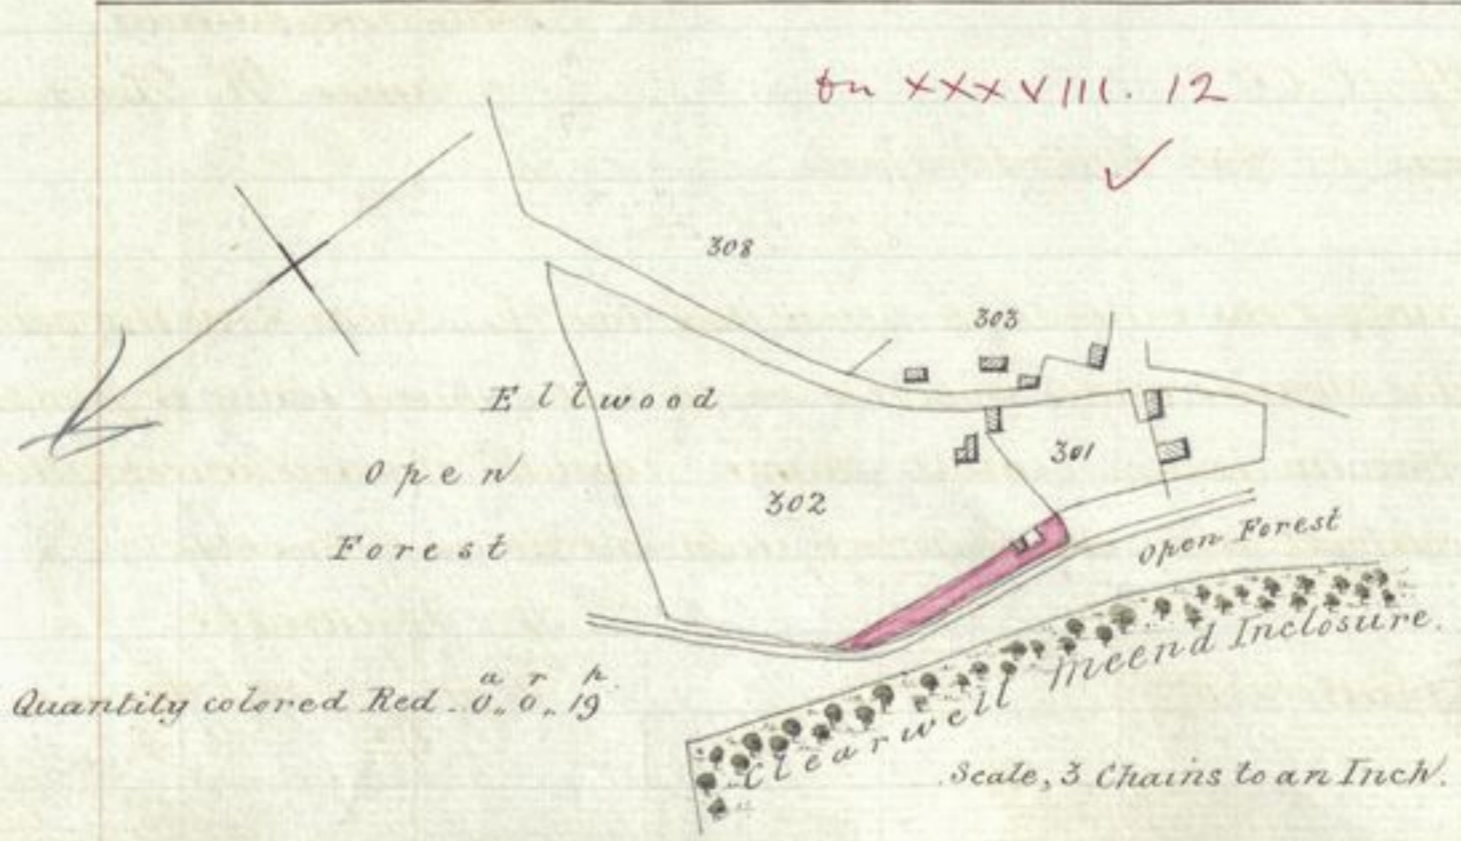 on XXXVIII. 12
308
303
Ellwood
301
Open
302
Forest
Open Forest
Clearwell Meend Inclosure.
a r p.
Quantity colored Red. 0,, 0,, 19
Scale, 3 Chains to an Inch.